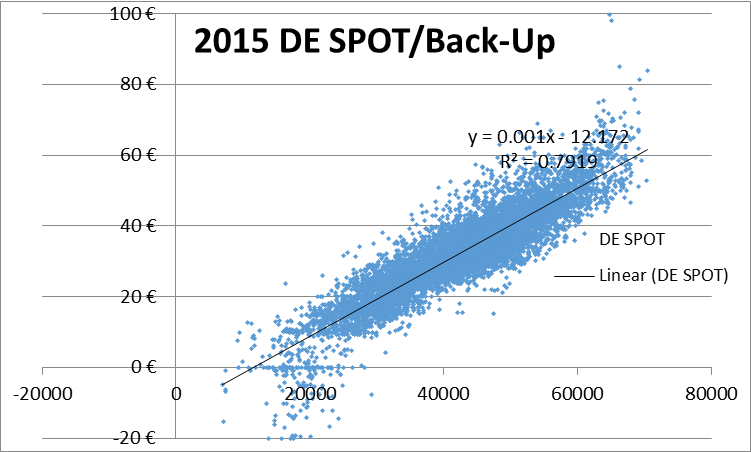 100 €
2015 DE SPOT/Back-Up
80 €
y = 0.001x - 12.172
R² = 0.7919
60 €
40 €
DE SPOT
Linear (DE SPOT)
20 €
0 €
-20000 0 20000 40000 60000 80000
-20 €